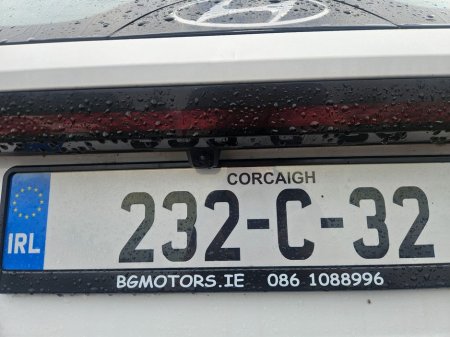 CORCAIGH
IRL 232-C-32
BGMOTORS.IE 086 1088996